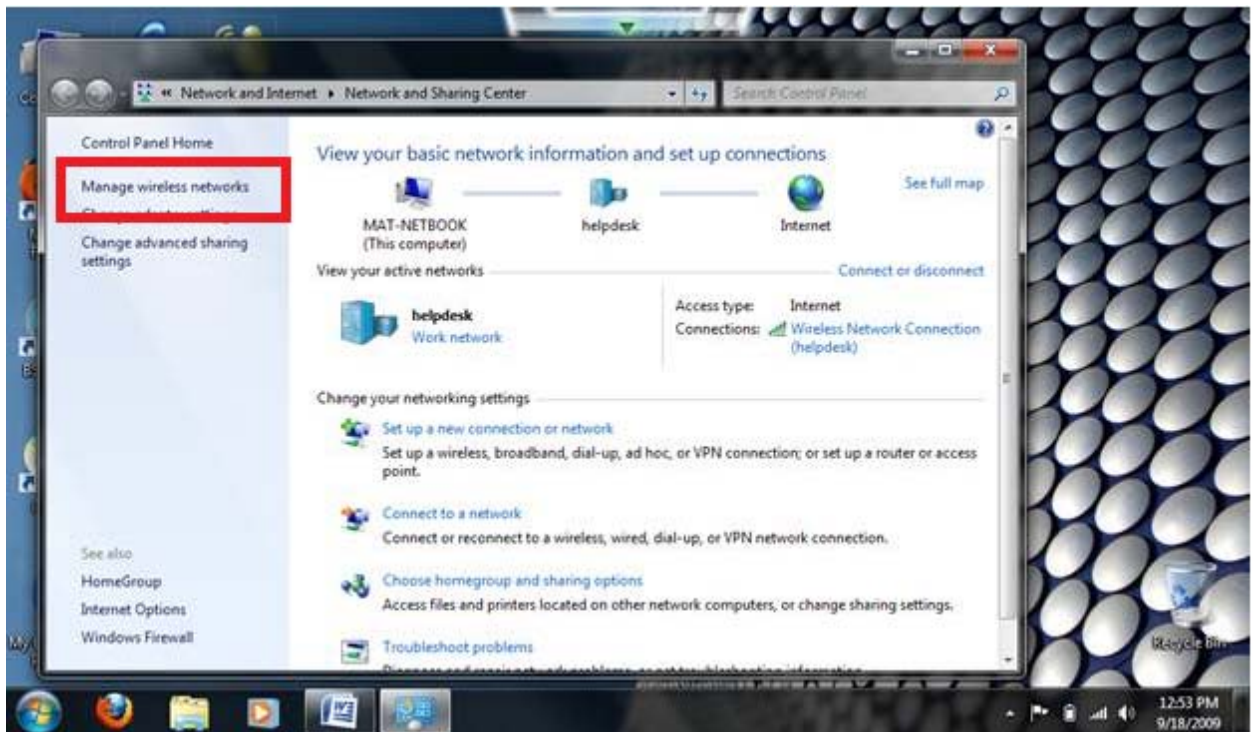 « Network and Internet ▸ Network and Sharing Center
Search Control Panel
Control Panel Home
Manage wireless networks
Change advanced sharing
settings
See also
HomeGroup
Internet Options
Windows Firewall
View your basic network information and set up connections
See full map
MAT-NETBOOK
(This computer)
helpdesk
Internet
View your active networks
Connect or disconnect
helpdesk
Work network
Access type: Internet
Connections: Wireless Network Connection
(helpdesk)
Change your networking settings
Set up a new connection or network
Set up a wireless, broadband, dial-up, ad hoc, or VPN connection; or set up a router or access
point.
Connect to a network
Connect or reconnect to a wireless, wired, dial-up, or VPN network connection.
Choose homegroup and sharing options
Access files and printers located on other network computers, or change sharing settings.
Troubleshoot problems
Recycle Bin
12:53 PM
9/18/2009